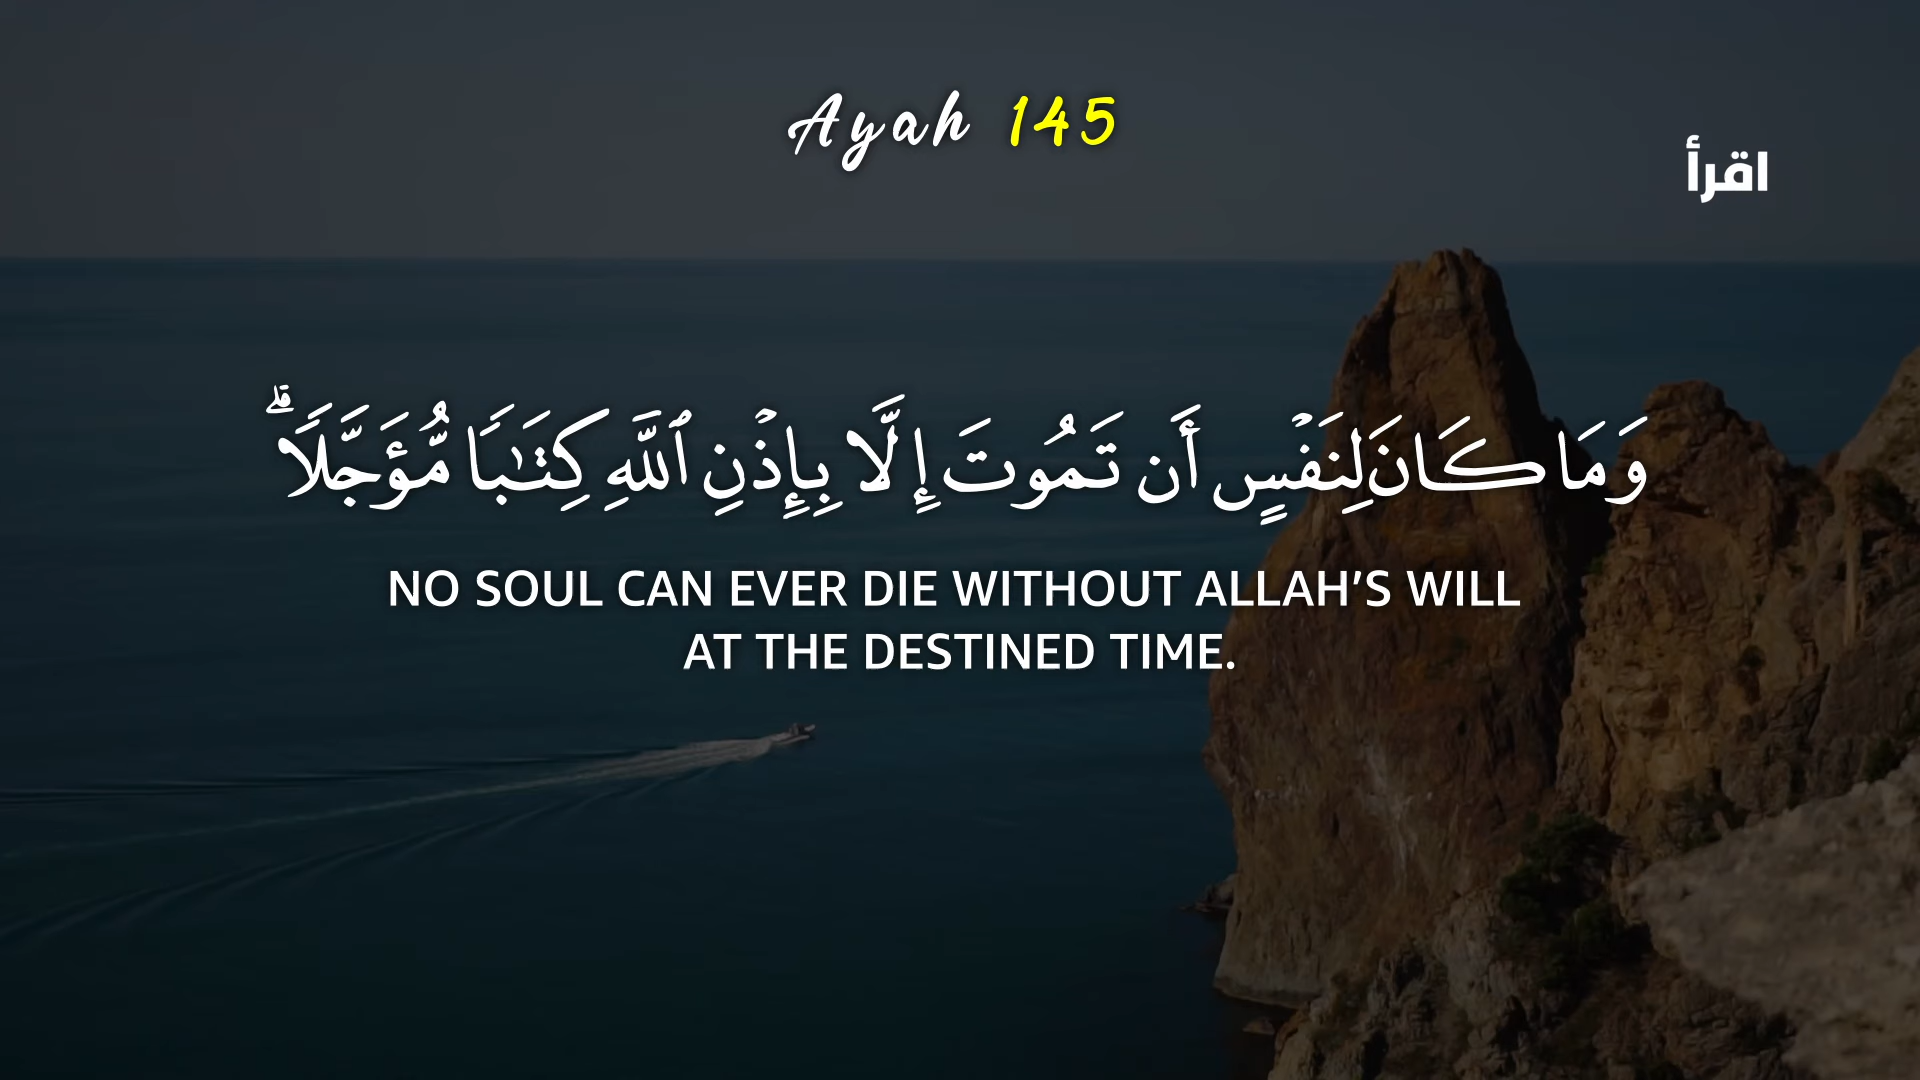 Ayah 145
اقرأ
وَمَا كَانَ لِنَفْسٍ أَن تَمُوتَ إِلَّا بِإِذْنِ ٱللَّهِ كِتَـٰبًا مُّؤَجَّلًا ۗ
NO SOUL CAN EVER DIE WITHOUT ALLAH’S WILL
AT THE DESTINED TIME.